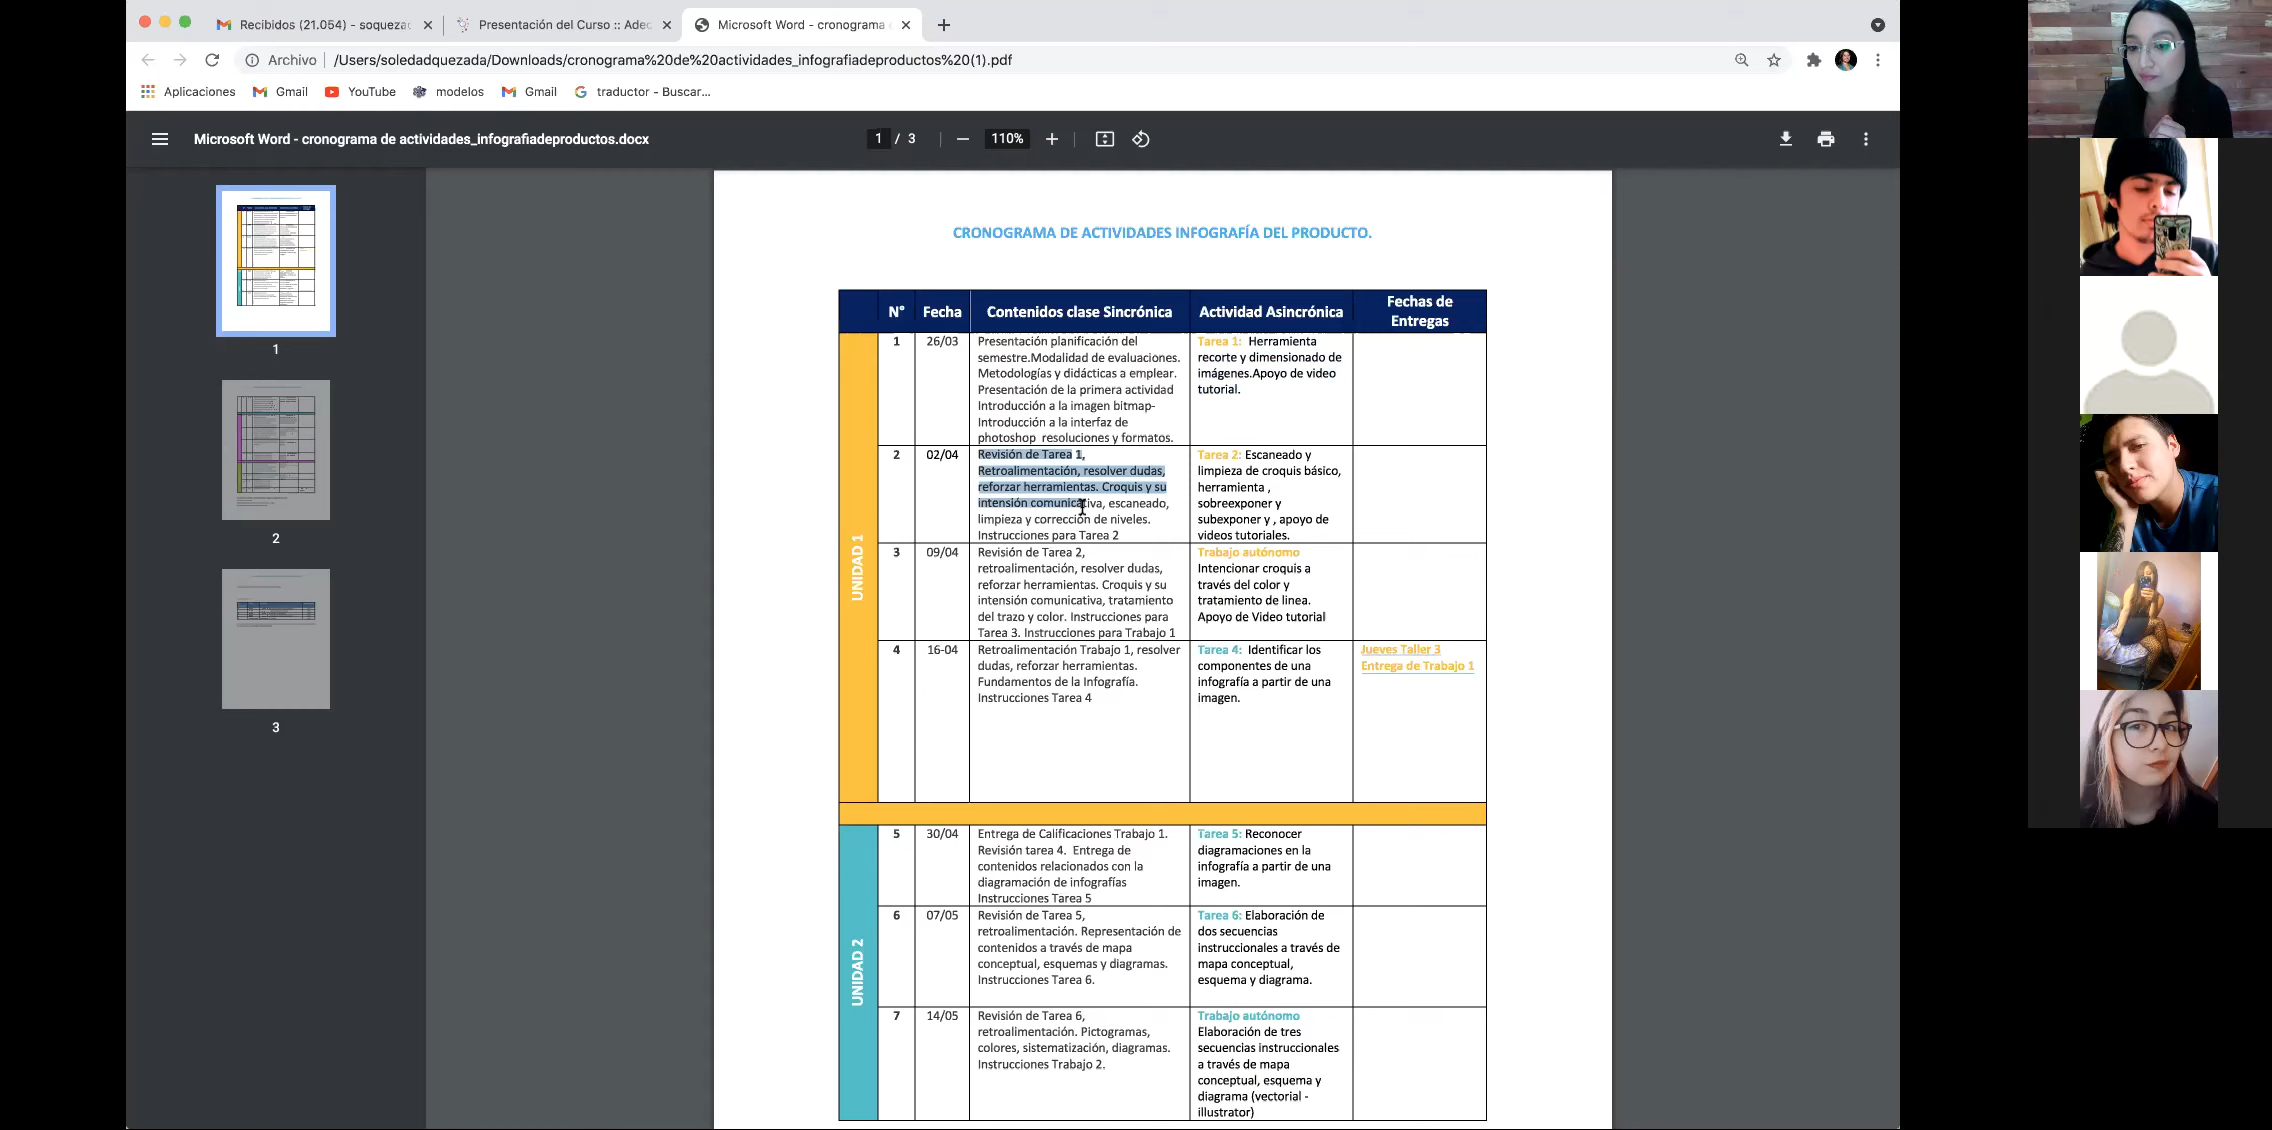 Recibidos (21.054) - soqueza
Presentación del Curso :: Adec
Microsoft Word - cronograma
Archivo
/Users/soledadquezada/Downloads/cronograma%20de%20actividades_infografiadeproductos%20(1).pdf
Aplicaciones
Gmail
YouTube
modelos
Gmail
traductor - Buscar...
Microsoft Word - cronograma de actividades_infografiadeproductos.docx
1 / 3
110%
1
2
3
CRONOGRAMA DE ACTIVIDADES INFOGRAFÍA DEL PRODUCTO.
N°
Fecha
Contenidos clase Sincrónica
Actividad Asincrónica
Fechas de
Entregas
UNIDAD 1
1
26/03
Presentación planificación del
semestre.Modalidad de evaluaciones.
Metodologías y didácticas a emplear.
Presentación de la primera actividad
Introducción a la imagen bitmap-
Introducción a la interfaz de
photoshop resoluciones y formatos.
Tarea 1: Herramienta
recorte y dimensionado de
imágenes.Apoyo de video
tutorial.
2
02/04
Revisión de Tarea 1,
Retroalimentación, resolver dudas,
reforzar herramientas. Croquis y su
intensión comunicativa, escaneado,
limpieza y corrección de niveles.
Instrucciones para Tarea 2
Tarea 2: Escaneado y
limpieza de croquis básico,
herramienta ,
sobreexponer y
subexponer y , apoyo de
videos tutoriales.
3
09/04
Revisión de Tarea 2,
retroalimentación, resolver dudas,
reforzar herramientas. Croquis y su
intensión comunicativa, tratamiento
del trazo y color. Instrucciones para
Tarea 3. Instrucciones para Trabajo 1
Trabajo autónomo
Intencionar croquis a
través del color y
tratamiento de linea.
Apoyo de Video tutorial
4
16-04
Retroalimentación Trabajo 1, resolver
dudas, reforzar herramientas.
Fundamentos de la Infografía.
Instrucciones Tarea 4
Tarea 4: Identificar los
componentes de una
infografía a partir de una
imagen.
Jueves Taller 3
Entrega de Trabajo 1
UNIDAD 2
5
30/04
Entrega de Calificaciones Trabajo 1.
Revisión tarea 4. Entrega de
contenidos relacionados con la
diagramación de infografías
Instrucciones Tarea 5
Tarea 5: Reconocer
diagramaciones en la
infografía a partir de una
imagen.
6
07/05
Revisión de Tarea 5,
retroalimentación. Representación de
contenidos a través de mapa
conceptual, esquemas y diagramas.
Instrucciones Tarea 6.
Tarea 6: Elaboración de
dos secuencias
instruccionales a través de
mapa conceptual,
esquema y diagrama.
7
14/05
Revisión de Tarea 6,
retroalimentación. Pictogramas,
colores, sistematización, diagramas.
Instrucciones Trabajo 2.
Trabajo autónomo
Elaboración de tres
secuencias instruccionales
a través de mapa
conceptual, esquema y
diagrama (vectorial -
illustrator)